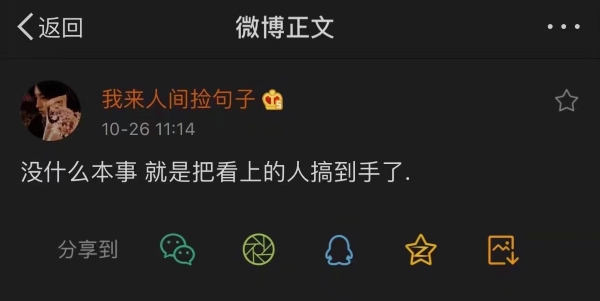 返回
微博正文
我来人间捡句子
10-26 11:14
没什么本事 就是把看上的人搞到手了.
分享到